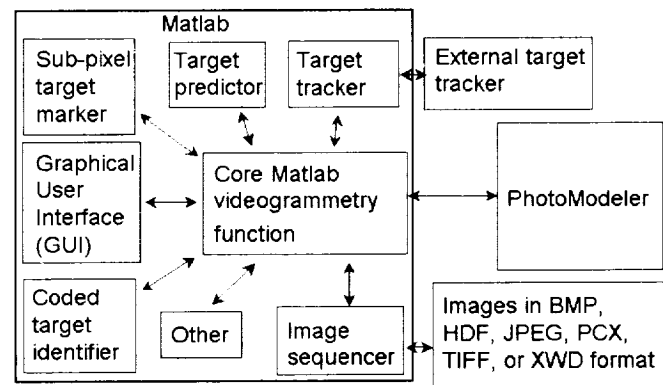 Matlab
Sub-pixel
target
marker
Target
predictor
Target
tracker
External target
tracker
Graphical
User
Interface
(GUI)
Core Matlab
videogrammetry
function
PhotoModeler
Coded
target
identifier
Other
Image
sequencer
Images in BMP,
HDF, JPEG, PCX,
TIFF, or XWD format